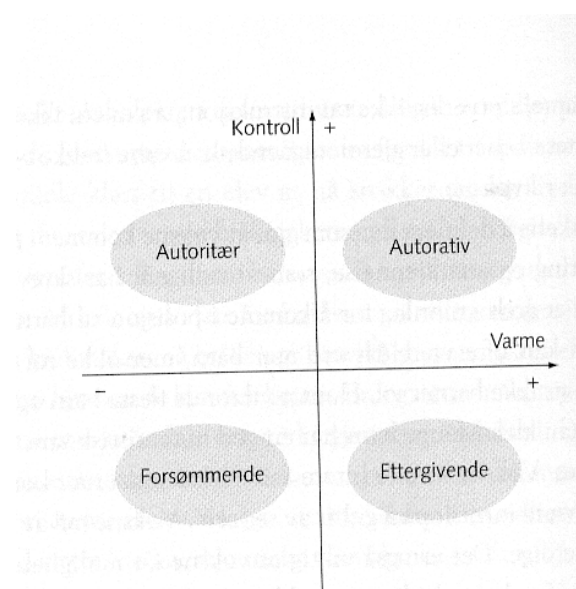 Kontroll +
Autoritær Autorativ
Varme
– +
Forsømmende Ettergivende